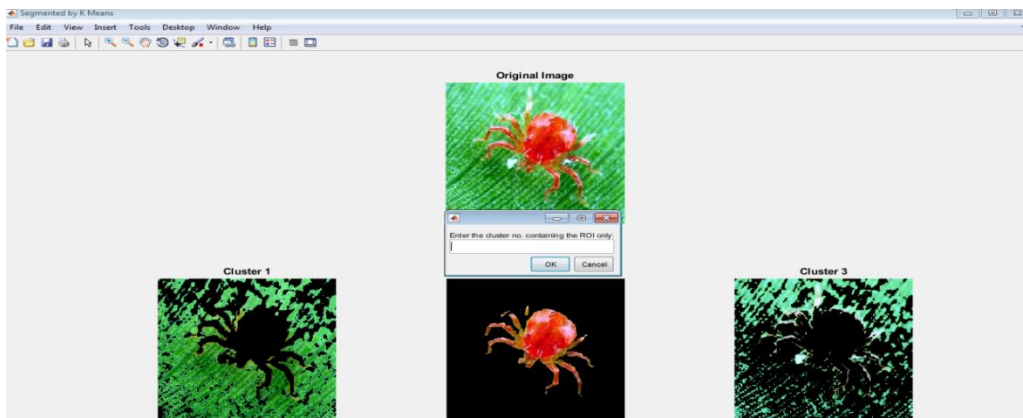 Segmented by K Means
File Edit View Insert Tools Desktop Window Help
Original Image
Enter the cluster no. containing the ROI only:
OK Cancel
Cluster 1
Cluster 3